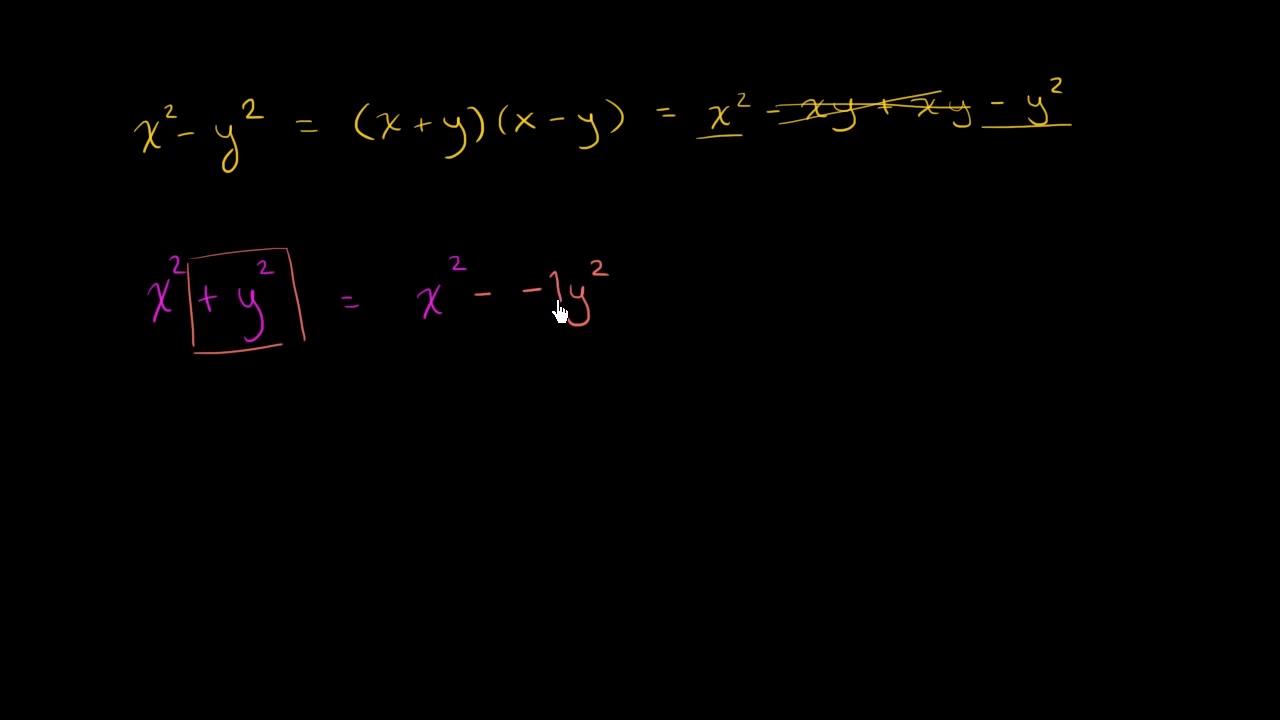 x² - y² = (x + y)(x - y) = x² - xy + xy - y²
x² + y² = x² - -1y²